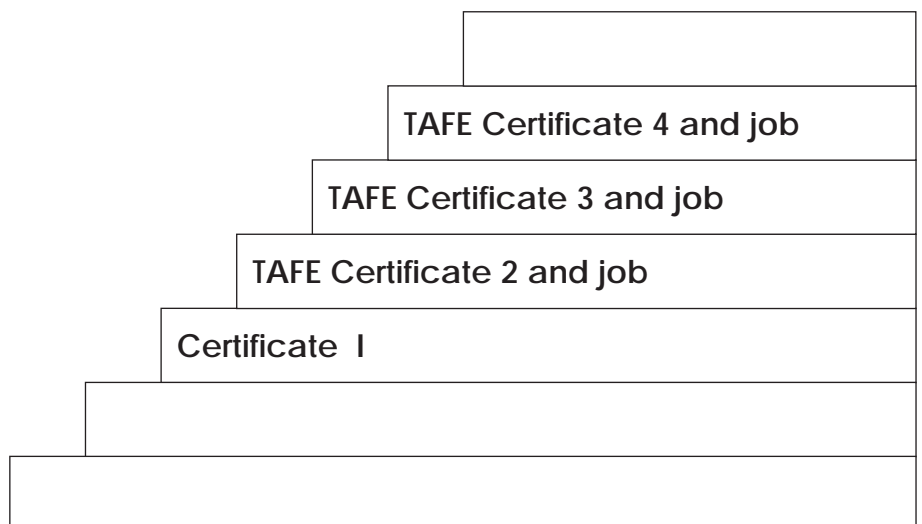 TAFE Certificate 4 and job
TAFE Certificate 3 and job
TAFE Certificate 2 and job
Certificate I